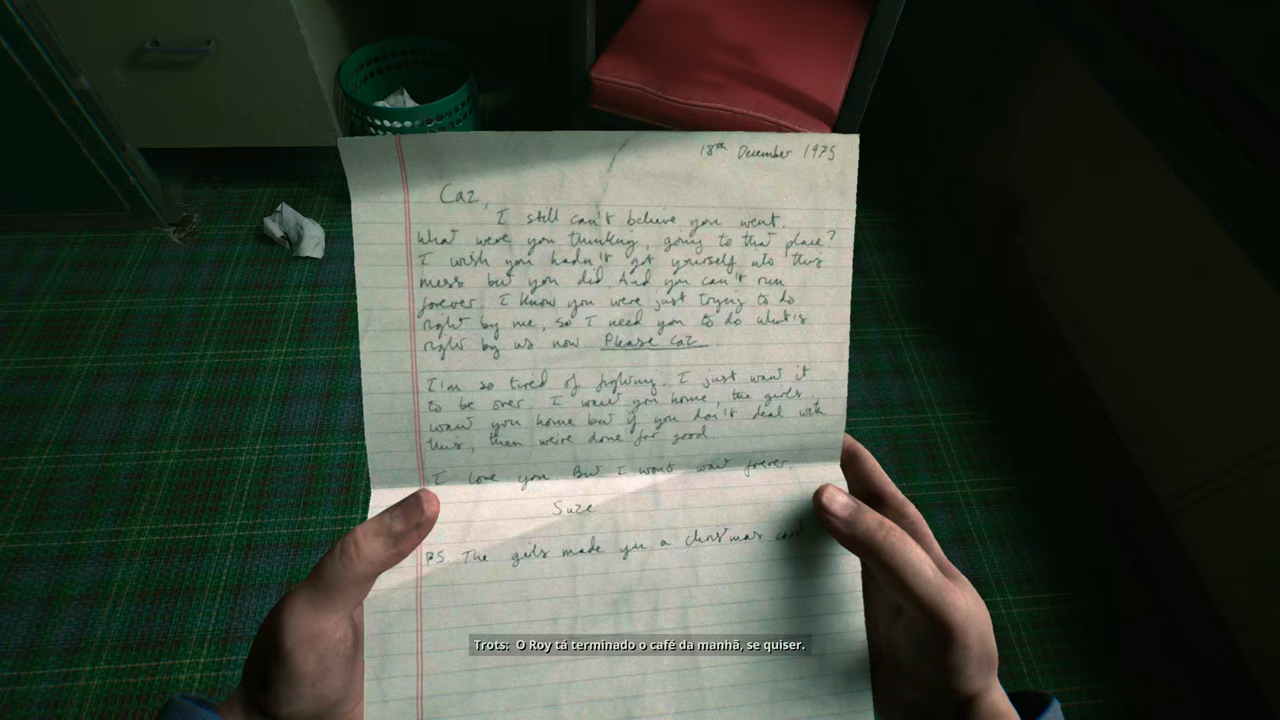 18th December 1975
Caz,
I still can't believe you went.
What were you thinking, going to that place?
I wish you hadn't got yourself into this
mess but you did. And you can't run
forever. I know you were just trying to do
right by me, so I need you to do what's
right by us now. Please Caz
I'm so tired of fighting. I just want it
to be over. I want you home, the girls
want you home but if you don't deal with
this, then we're done for good.
I love you. But I won't wait forever.
Suze
PS. The girls made you a christmas card
Trots: O Roy tá terminado o café da manhã, se quiser.